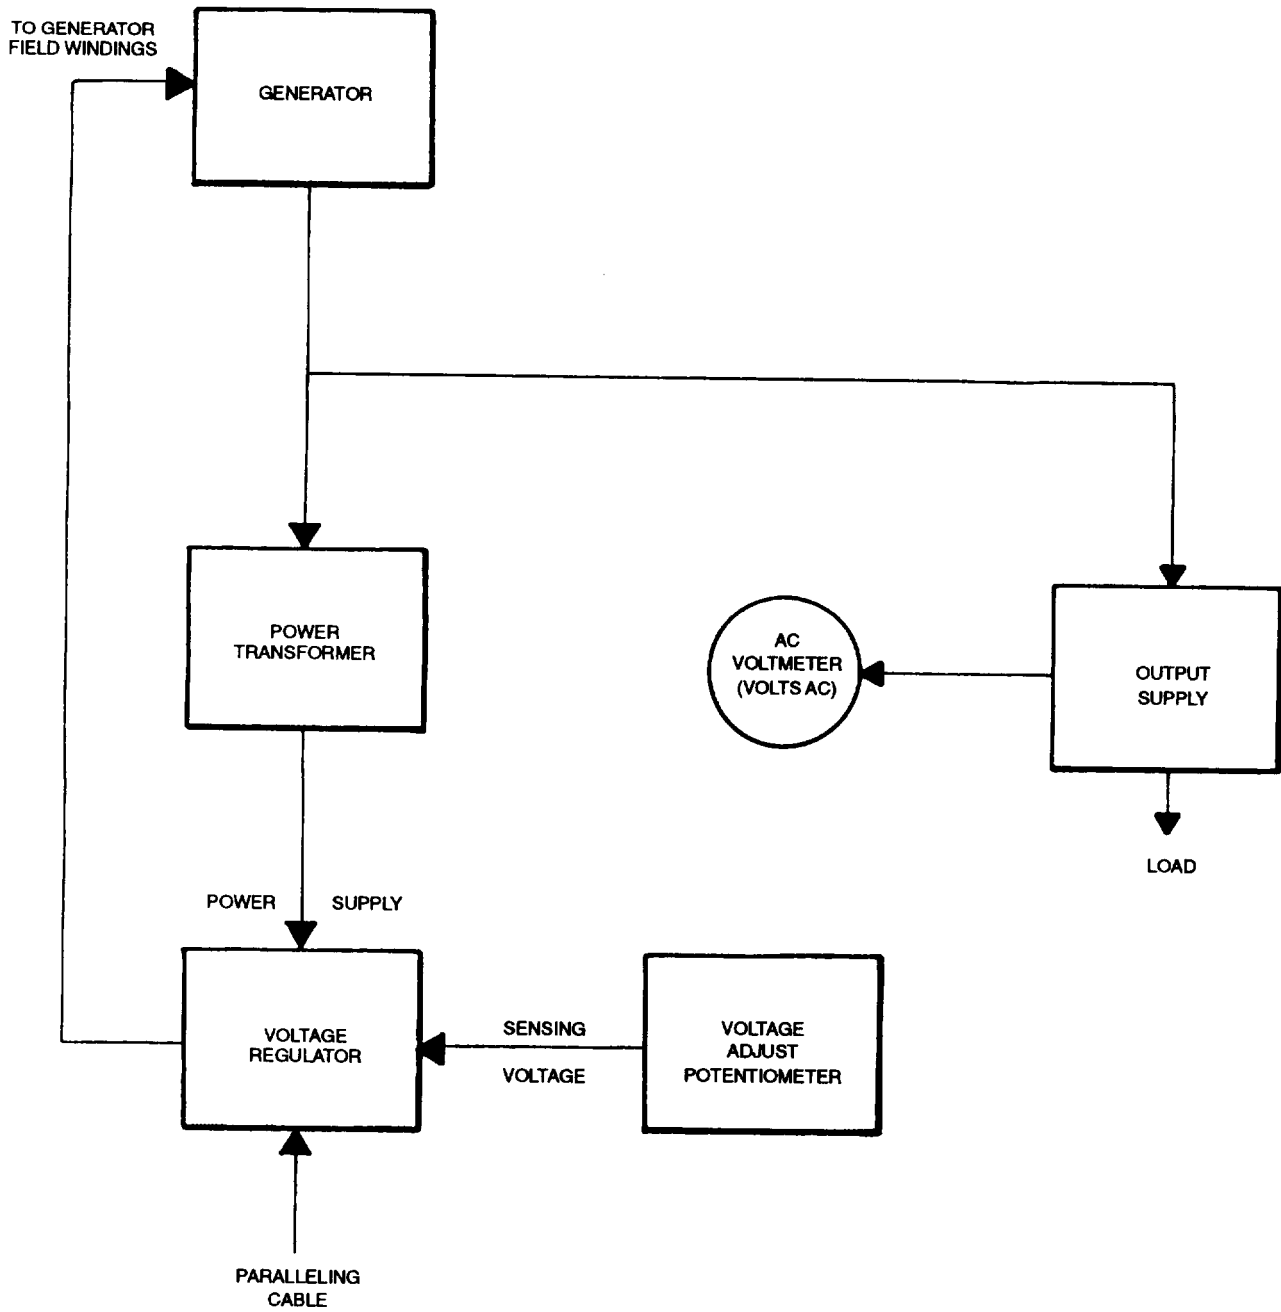 TO GENERATOR
FIELD WINDINGS
GENERATOR
POWER
TRANSFORMER
AC
VOLTMETER
(VOLTS AC)
OUTPUT
SUPPLY
LOAD
POWER SUPPLY
VOLTAGE
REGULATOR
SENSING
VOLTAGE
VOLTAGE
ADJUST
POTENTIOMETER
PARALLELING
CABLE